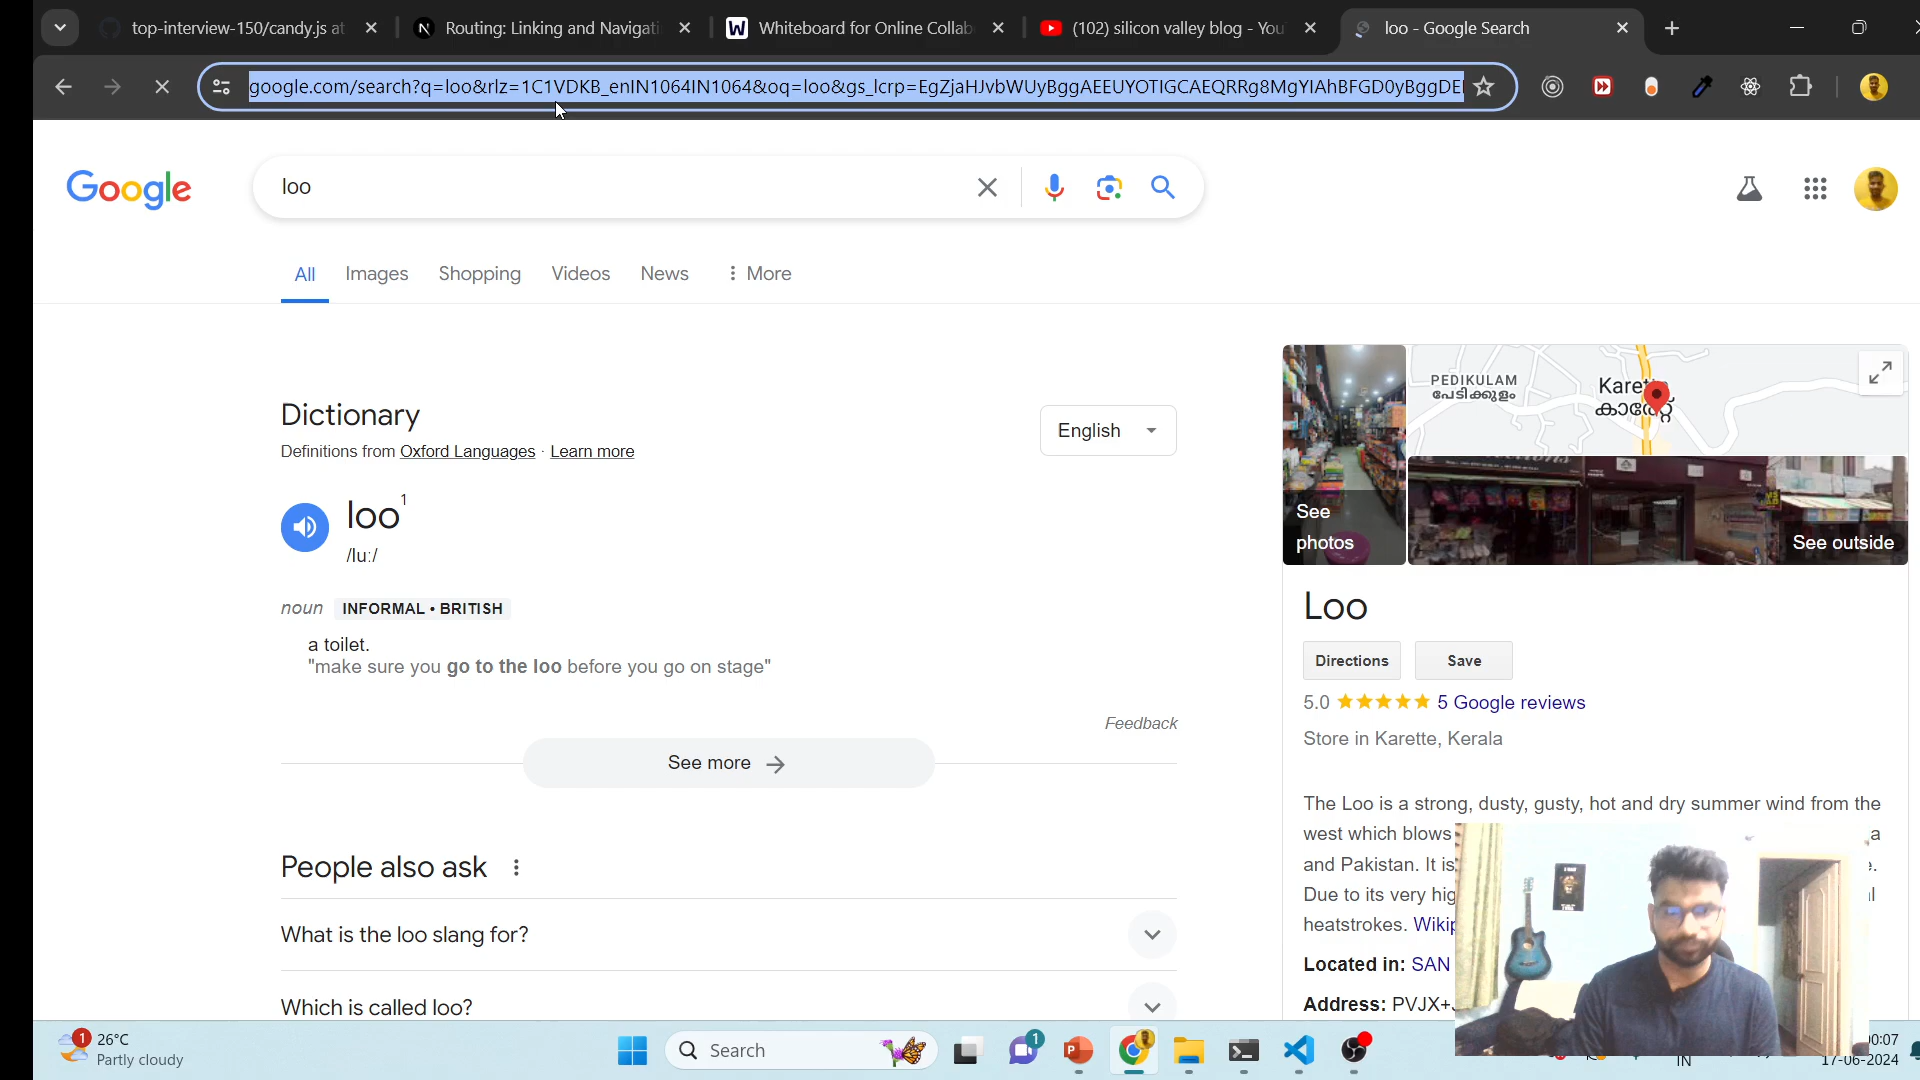 top-interview-150/candy.js at
Routing: Linking and Navigati
Whiteboard for Online Collab
(102) silicon valley blog - You
loo - Google Search
google.com/search?q=loo&rlz=1C1VDKB_enIN1064IN1064&oq=loo&gs_lcrp=EgZjaHJvbWUyBggAEEUYOTIGCAEQRRg8MgYIAhBFGD0yBggDE
Google
loo
All Images Shopping Videos News More
PEDIKULAM
പേടിക്കുളം
Karette
കാരേറ്റ്
See photos
See outside
Dictionary
English
Definitions from Oxford Languages · Learn more
loo¹
/luː/
noun INFORMAL • BRITISH
a toilet.
"make sure you go to the loo before you go on stage"
Feedback
See more
People also ask
What is the loo slang for?
Which is called loo?
Loo
Directions Save
5.0 5 Google reviews
Store in Karette, Kerala
The Loo is a strong, dusty, gusty, hot and dry summer wind from the
west which blows a
and Pakistan. It is
Due to its very hig
heatstrokes. Wikip
Located in: SAN
Address: PVJX+
1
26°C
Partly cloudy
Search
1
IN
00:07
17-06-2024